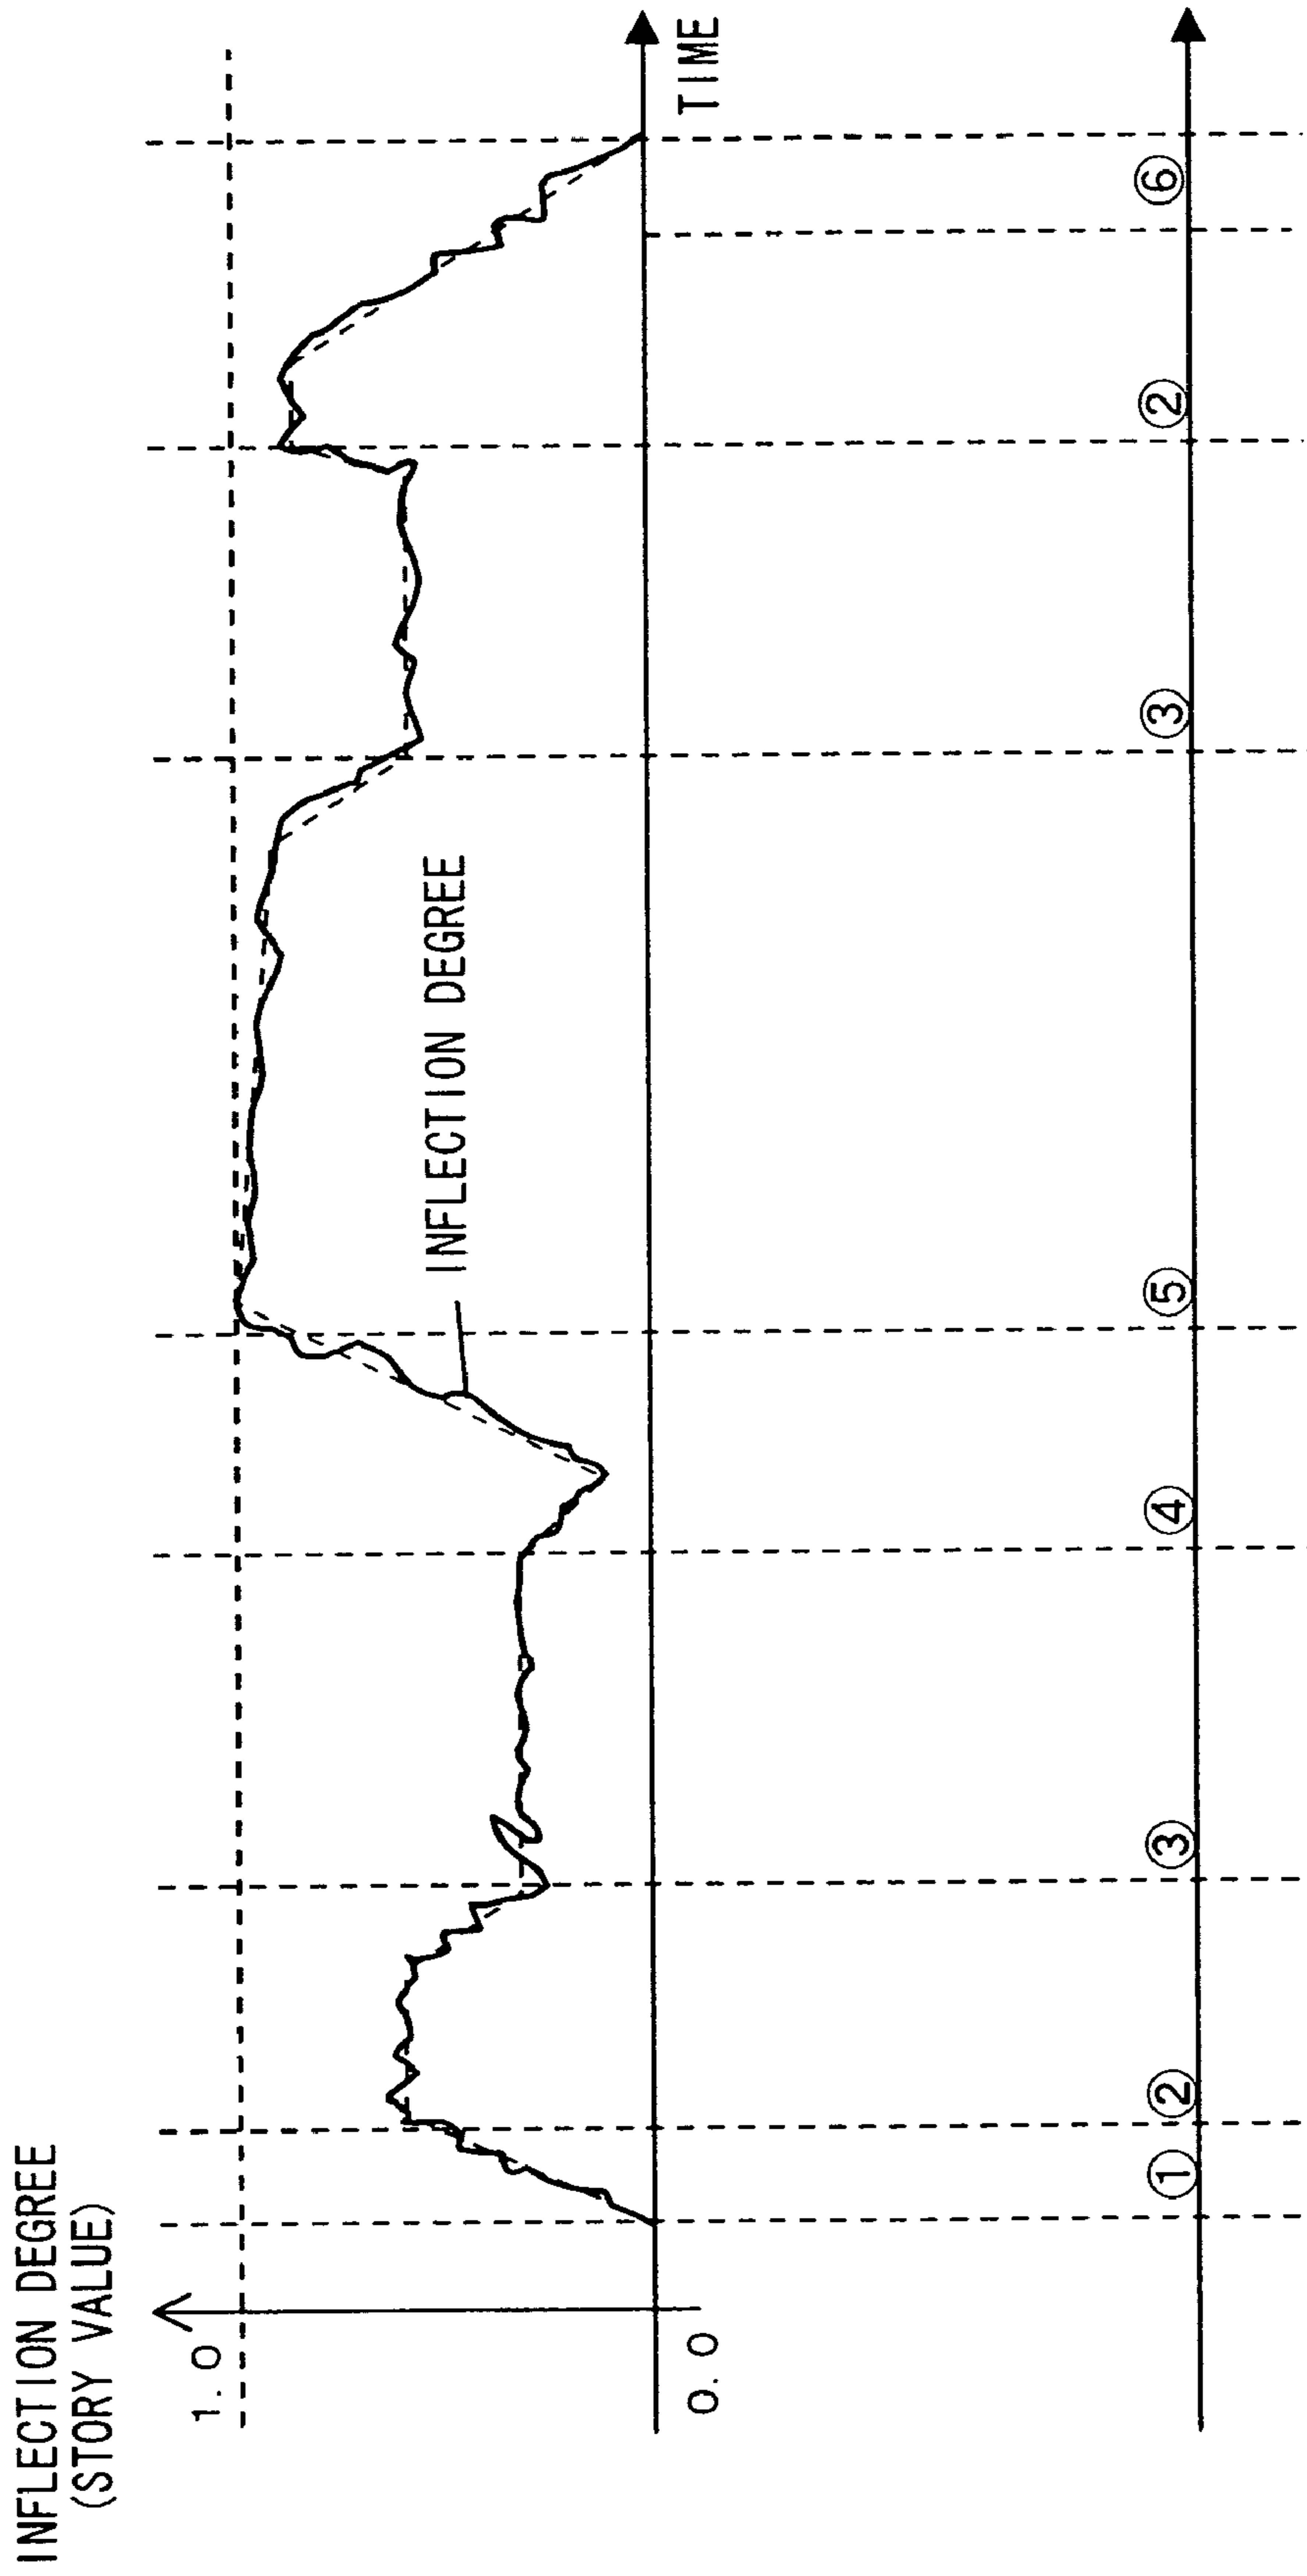 INFLECTION DEGREE
(STORY VALUE)
1.0
INFLECTION DEGREE
0.0
TIME
① ② ③ ④ ⑤ ③ ② ⑥